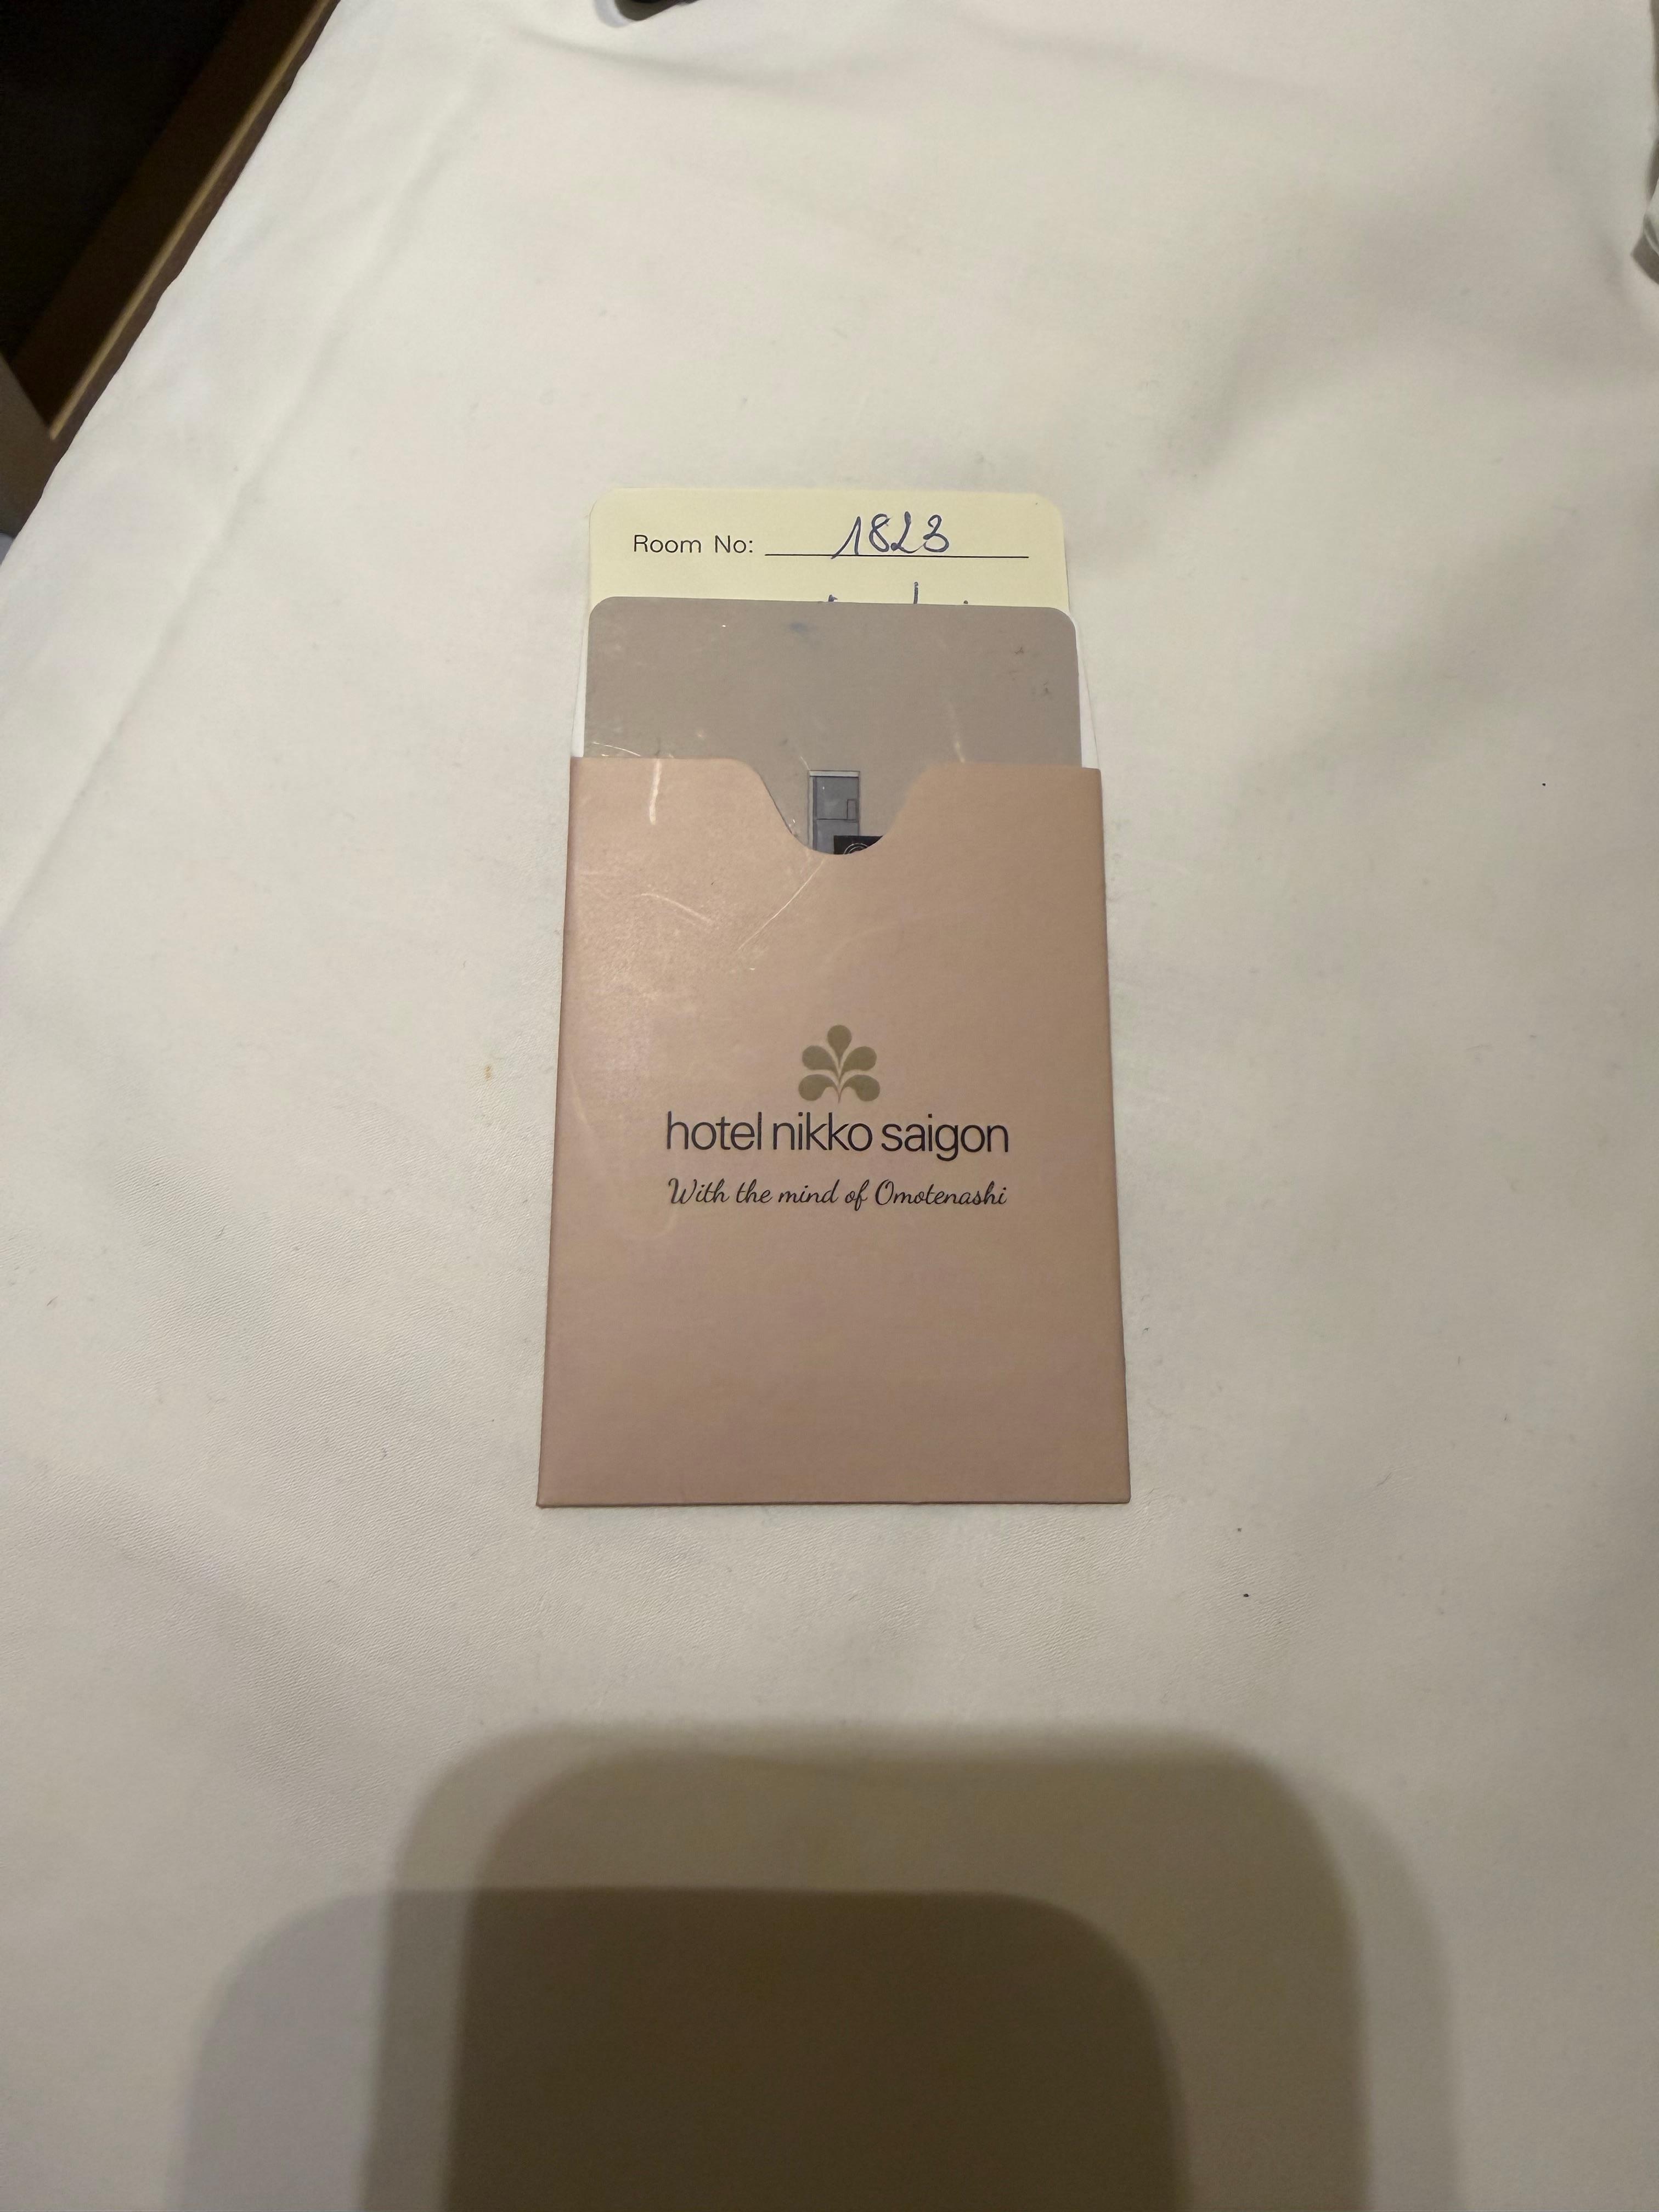 Room No: 1823
hotel nikko saigon
With the mind of Omotenashi